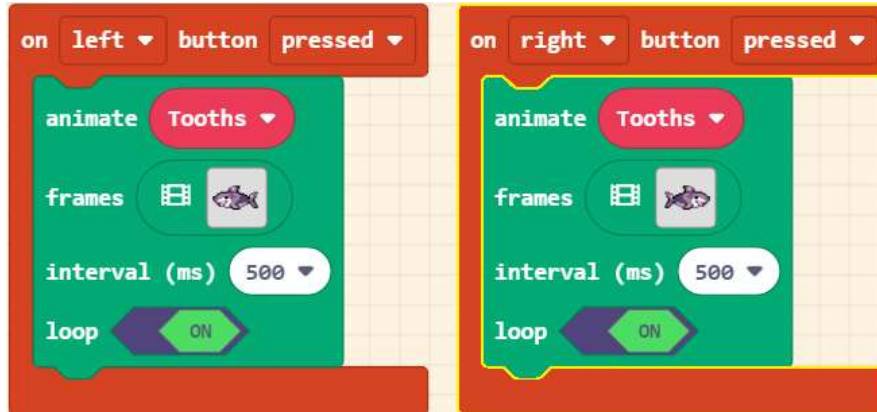 on left button pressed
animate Tooths
frames
interval (ms) 500
loop ON
on right button pressed
animate Tooths
frames
interval (ms) 500
loop ON